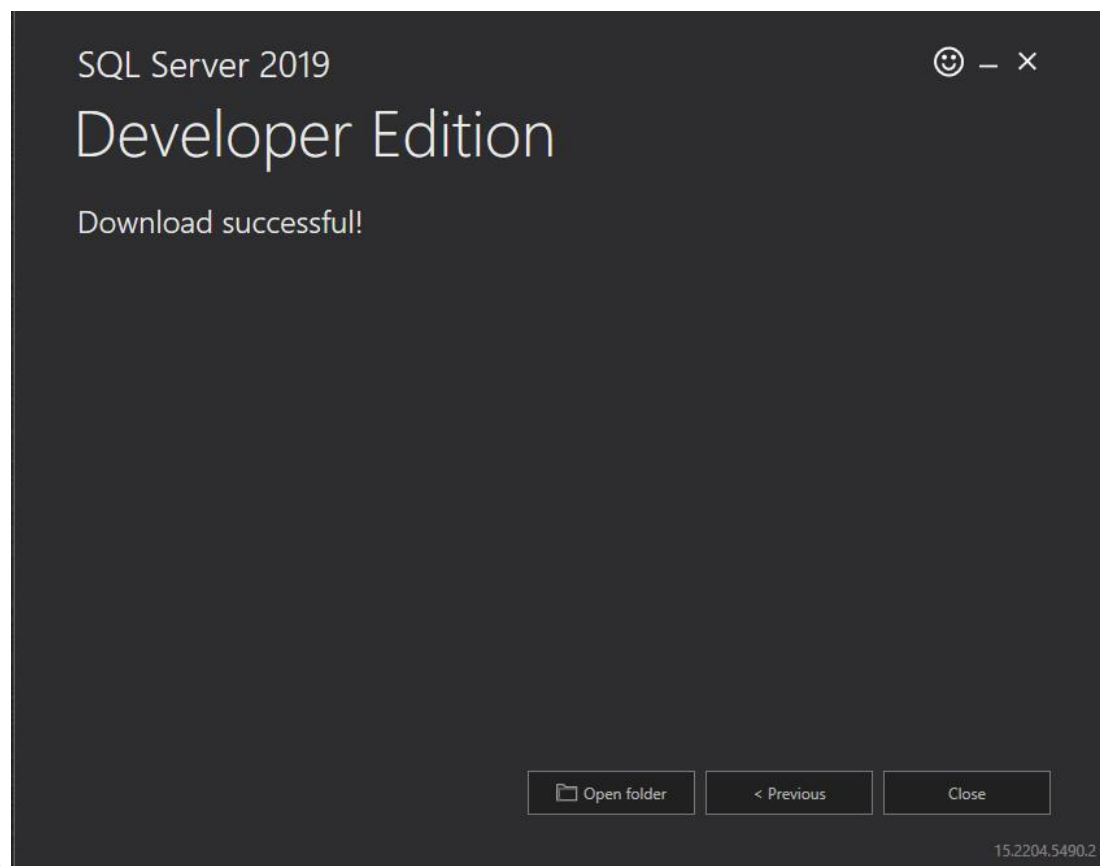 SQL Server 2019
Developer Edition
Download successful!
Open folder
< Previous
Close
15.2204.5490.2